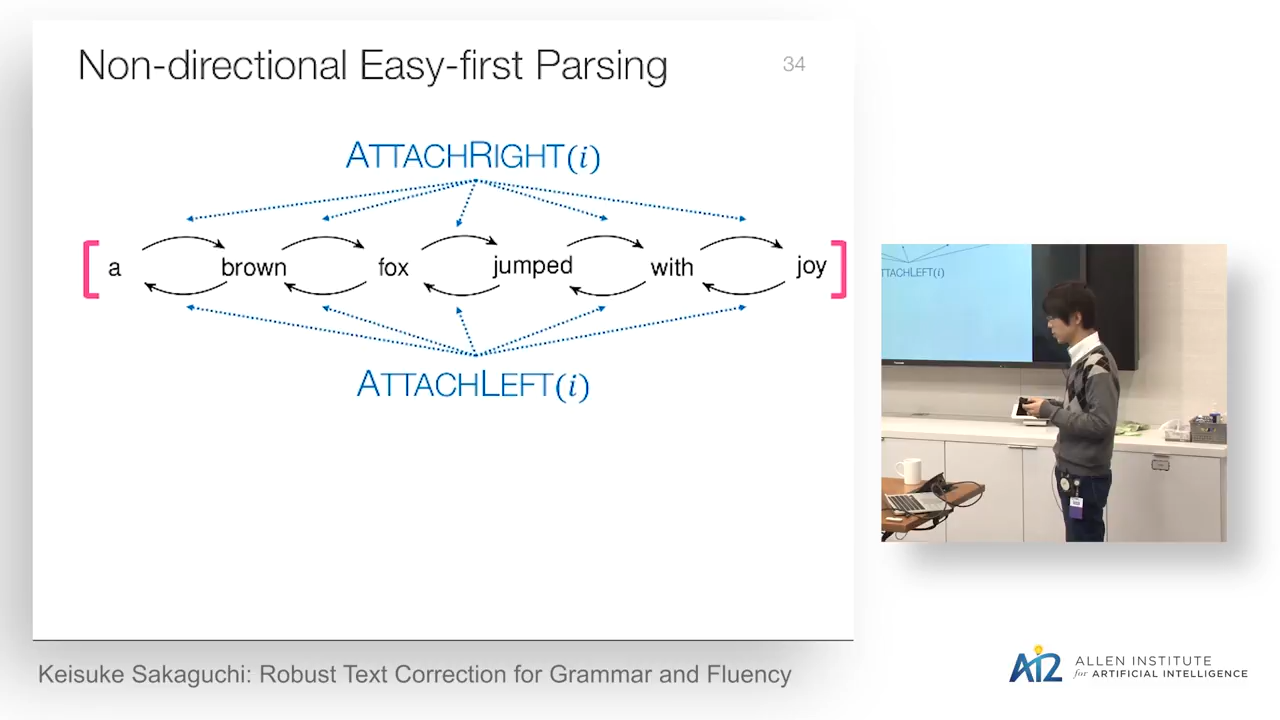 Non-directional Easy-first Parsing
34
ATTACHRIGHT(i)
[ a brown fox jumped with joy ]
ATTACHLEFT(i)
TTACHLEFT(i)
Keisuke Sakaguchi: Robust Text Correction for Grammar and Fluency
AI2 ALLEN INSTITUTE
for ARTIFICIAL INTELLIGENCE